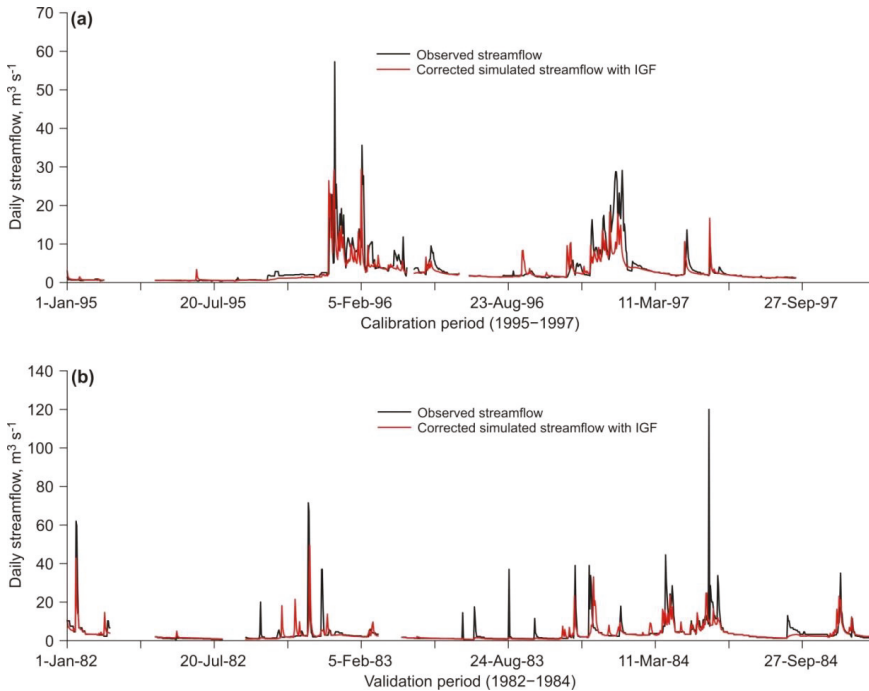 (a)
70
60
50
40
30
20
10
0
Daily streamflow, m³ s⁻¹
Observed streamflow
Corrected simulated streamflow with IGF
1-Jan-95 20-Jul-95 5-Feb-96 23-Aug-96 11-Mar-97 27-Sep-97
Calibration period (1995−1997)
(b)
140
120
100
80
60
40
20
0
Daily streamflow, m³ s⁻¹
Observed streamflow
Corrected simulated streamflow with IGF
1-Jan-82 20-Jul-82 5-Feb-83 24-Aug-83 11-Mar-84 27-Sep-84
Validation period (1982−1984)